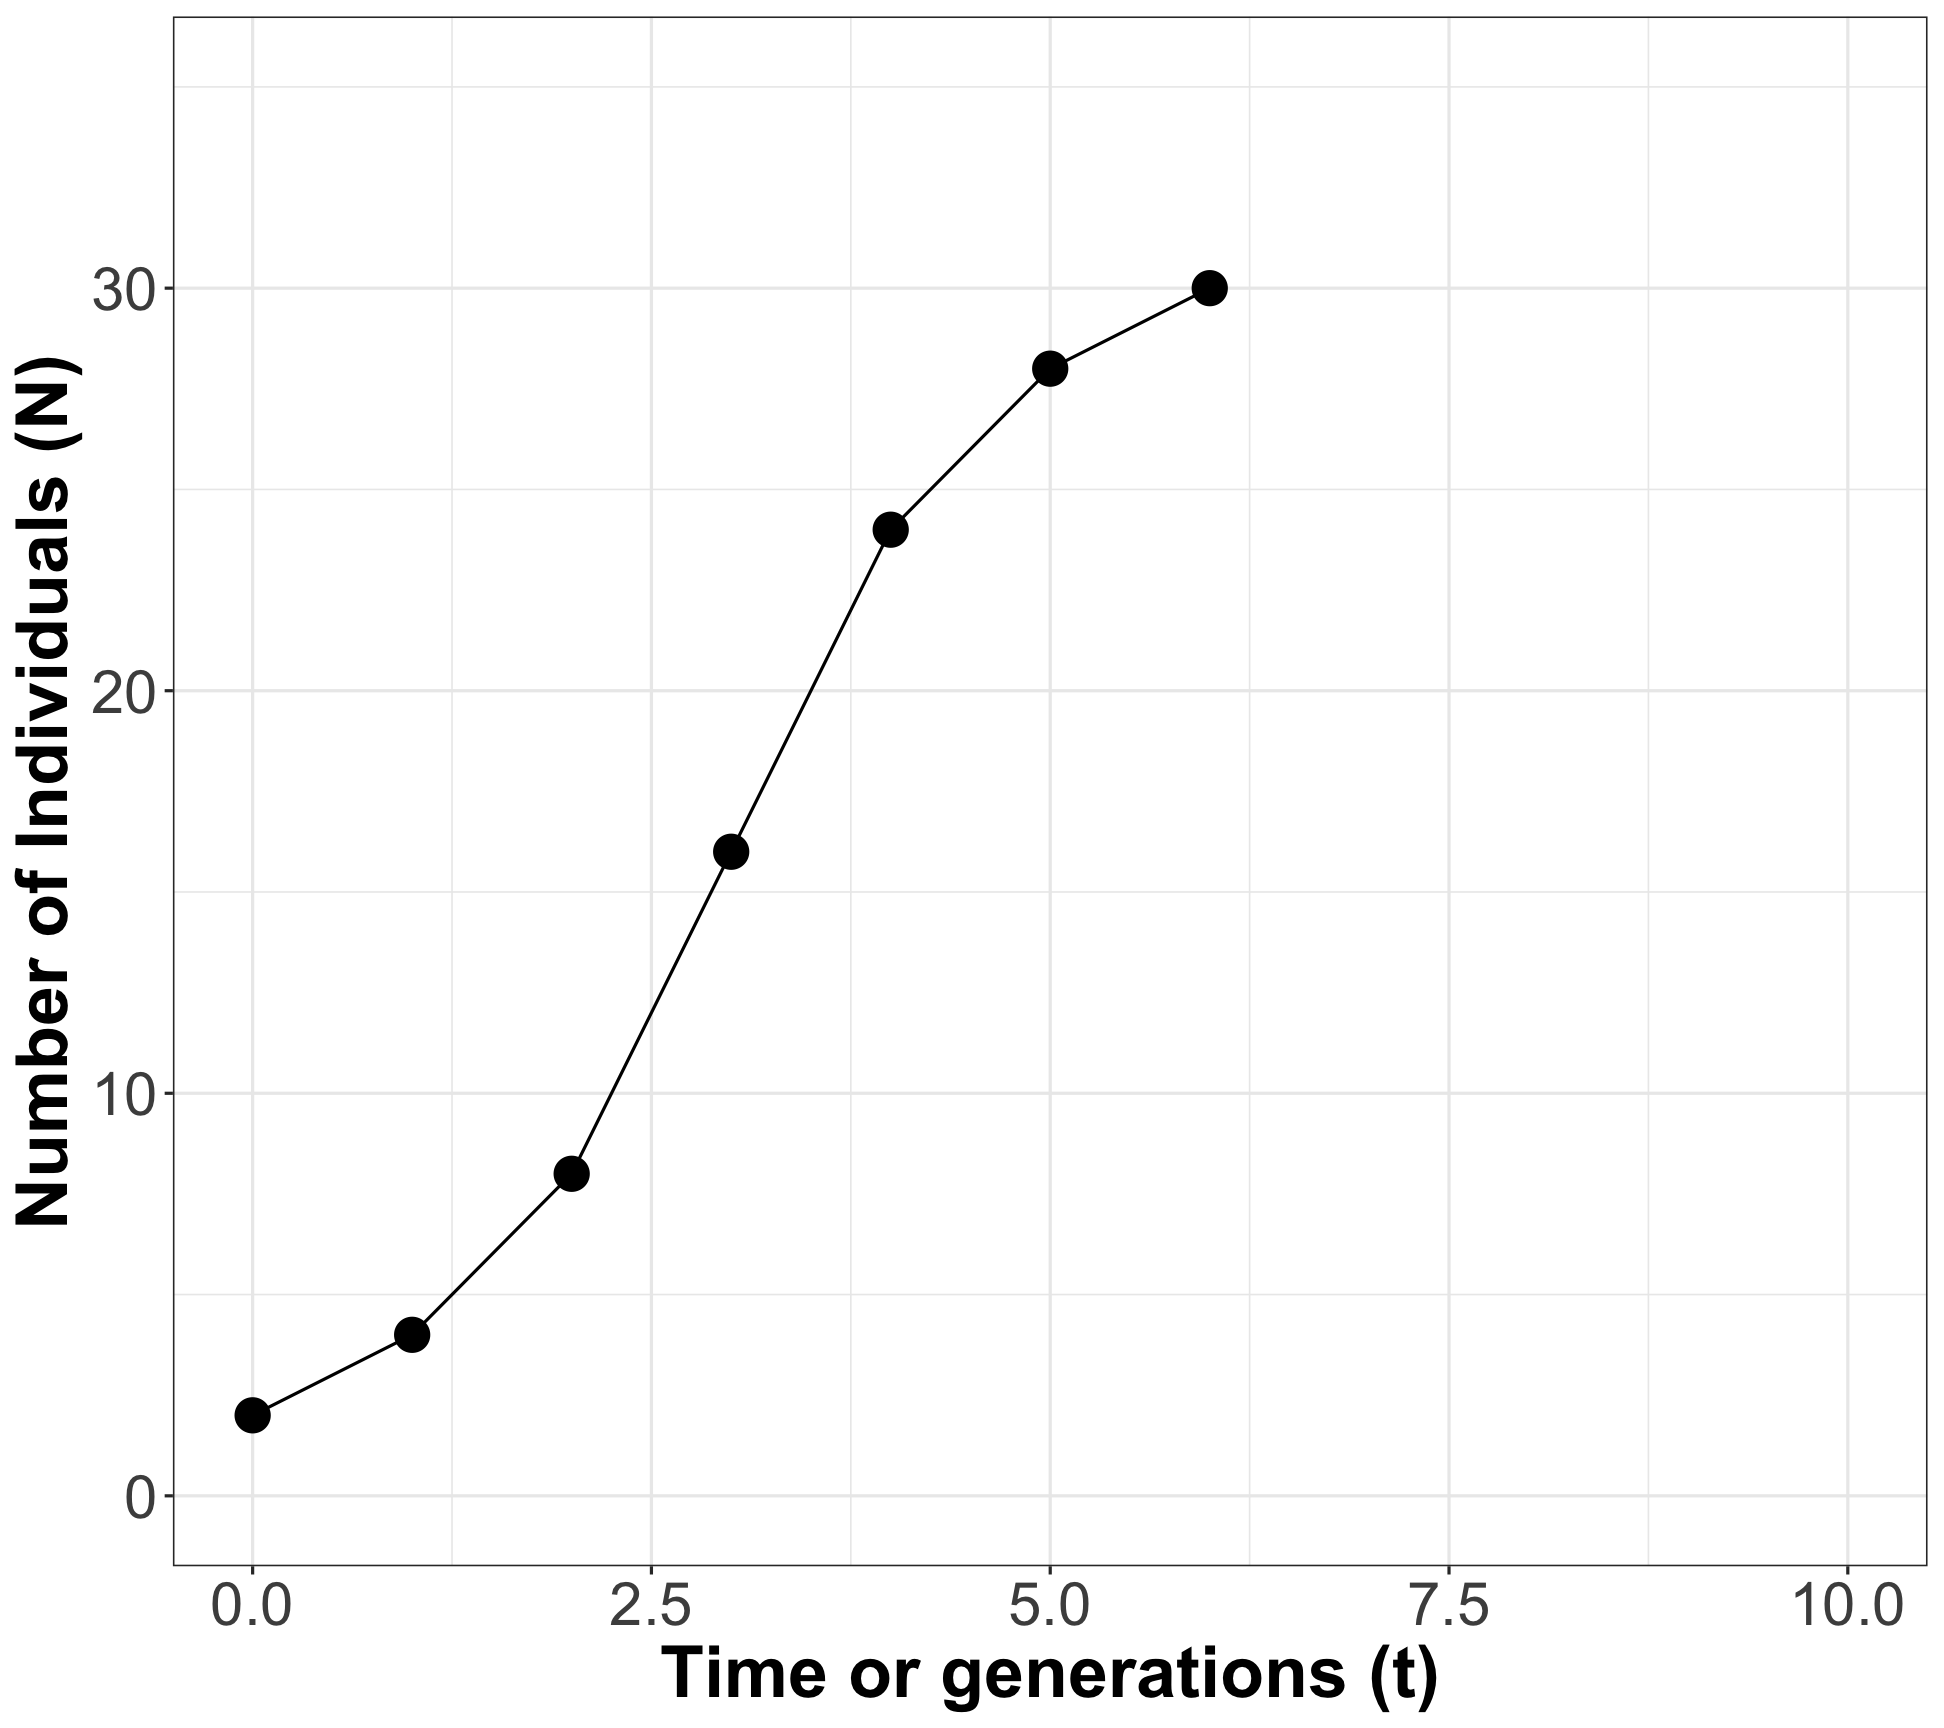 Number of Individuals (N)
30
20
10
0
0.0 2.5 5.0 7.5 10.0
Time or generations (t)